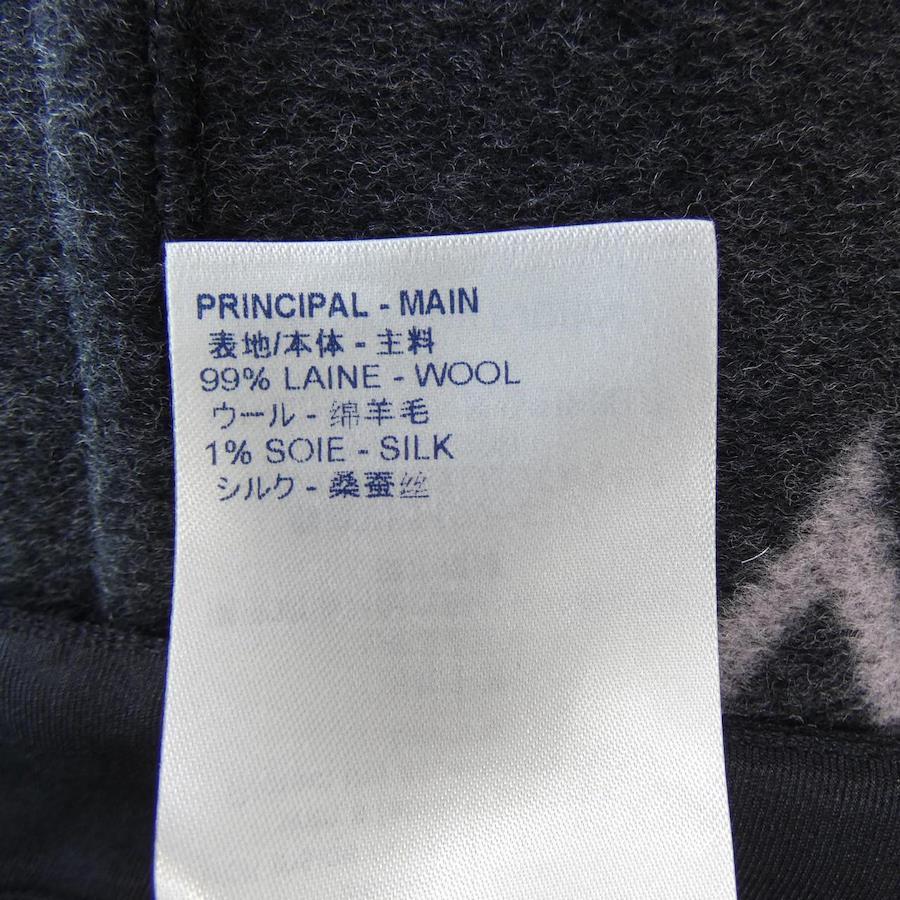 PRINCIPAL - MAIN
表地/本体 - 主料
99% LAINE - WOOL
ウール - 绵羊毛
1% SOIE - SILK
シルク - 桑蚕丝